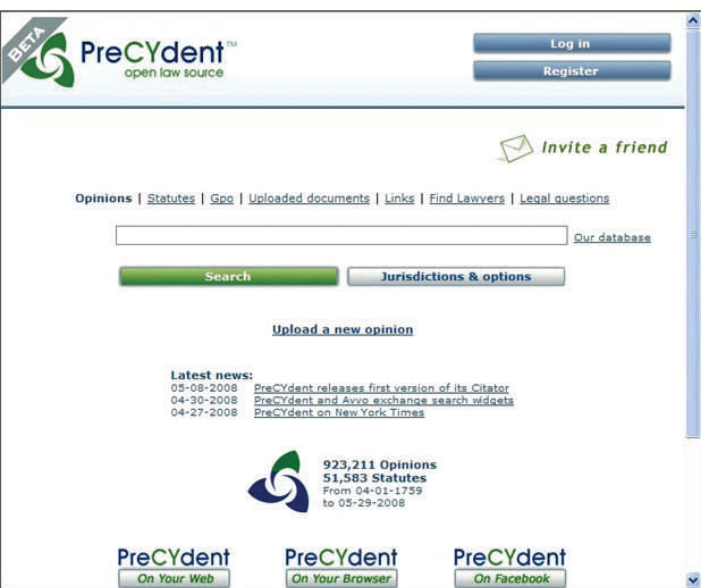 BETA
PreCYdent™
open law source
Log in
Register
Invite a friend
Opinions | Statutes | Gpo | Uploaded documents | Links | Find Lawyers | Legal questions
Our database
Search
Jurisdictions & options
Upload a new opinion
Latest news:
05-08-2008 PreCYdent releases first version of its Citator
04-30-2008 PreCYdent and Avvo exchange search widgets
04-27-2008 PreCYdent on New York Times
923,211 Opinions
51,583 Statutes
From 04-01-1759
to 05-29-2008
PreCYdent PreCYdent PreCYdent
On Your Web On Your Browser On Facebook